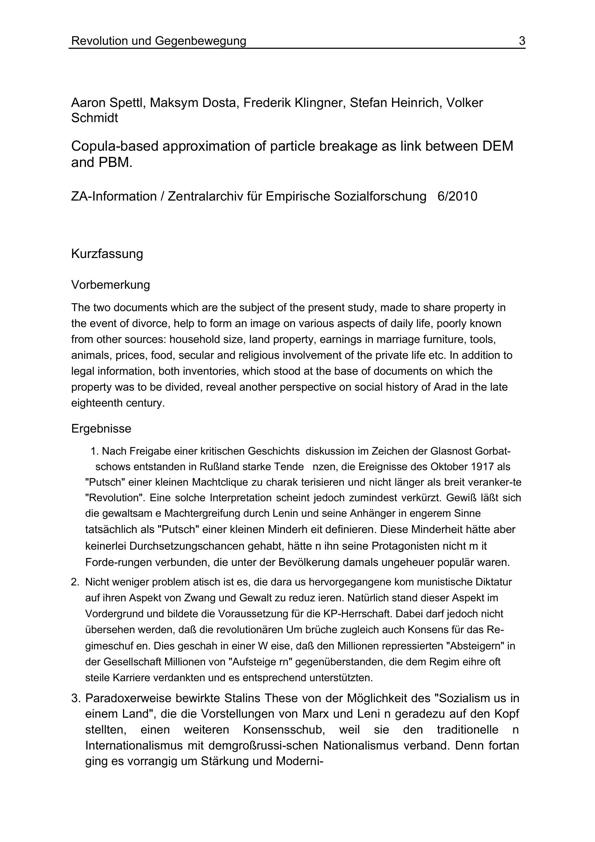 Revolution und Gegenbewegung 3
Aaron Spettl, Maksym Dosta, Frederik Klingner, Stefan Heinrich, Volker
Schmidt
Copula-based approximation of particle breakage as link between DEM
and PBM.
ZA-Information / Zentralarchiv für Empirische Sozialforschung 6/2010
Kurzfassung
Vorbemerkung
The two documents which are the subject of the present study, made to share property in
the event of divorce, help to form an image on various aspects of daily life, poorly known
from other sources: household size, land property, earnings in marriage furniture, tools,
animals, prices, food, secular and religious involvement of the private life etc. In addition to
legal information, both inventories, which stood at the base of documents on which the
property was to be divided, reveal another perspective on social history of Arad in the late
eighteenth century.
Ergebnisse
1. Nach Freigabe einer kritischen Geschichts diskussion im Zeichen der Glasnost Gorbat-
schows entstanden in Rußland starke Tende nzen, die Ereignisse des Oktober 1917 als
"Putsch" einer kleinen Machtclique zu charak terisieren und nicht länger als breit veranker-te
"Revolution". Eine solche Interpretation scheint jedoch zumindest verkürzt. Gewiß läßt sich
die gewaltsam e Machtergreifung durch Lenin und seine Anhänger in engerem Sinne
tatsächlich als "Putsch" einer kleinen Minderh eit definieren. Diese Minderheit hätte aber
keinerlei Durchsetzungschancen gehabt, hätte n ihn seine Protagonisten nicht m it
Forde-rungen verbunden, die unter der Bevölkerung damals ungeheuer populär waren.
2. Nicht weniger problem atisch ist es, die dara us hervorgegangene kom munistische Diktatur
auf ihren Aspekt von Zwang und Gewalt zu reduz ieren. Natürlich stand dieser Aspekt im
Vordergrund und bildete die Voraussetzung für die KP-Herrschaft. Dabei darf jedoch nicht
übersehen werden, daß die revolutionären Um brüche zugleich auch Konsens für das Re-
gimeschuf en. Dies geschah in einer W eise, daß den Millionen repressierten "Absteigern" in
der Gesellschaft Millionen von "Aufsteige rn" gegenüberstanden, die dem Regim eihre oft
steile Karriere verdankten und es entsprechend unterstützten.
3. Paradoxerweise bewirkte Stalins These von der Möglichkeit des "Sozialism us in
einem Land", die die Vorstellungen von Marx und Leni n geradezu auf den Kopf
stellten, einen weiteren Konsensschub, weil sie den traditionelle n
Internationalismus mit demgroßrussi-schen Nationalismus verband. Denn fortan
ging es vorrangig um Stärkung und Moderni-